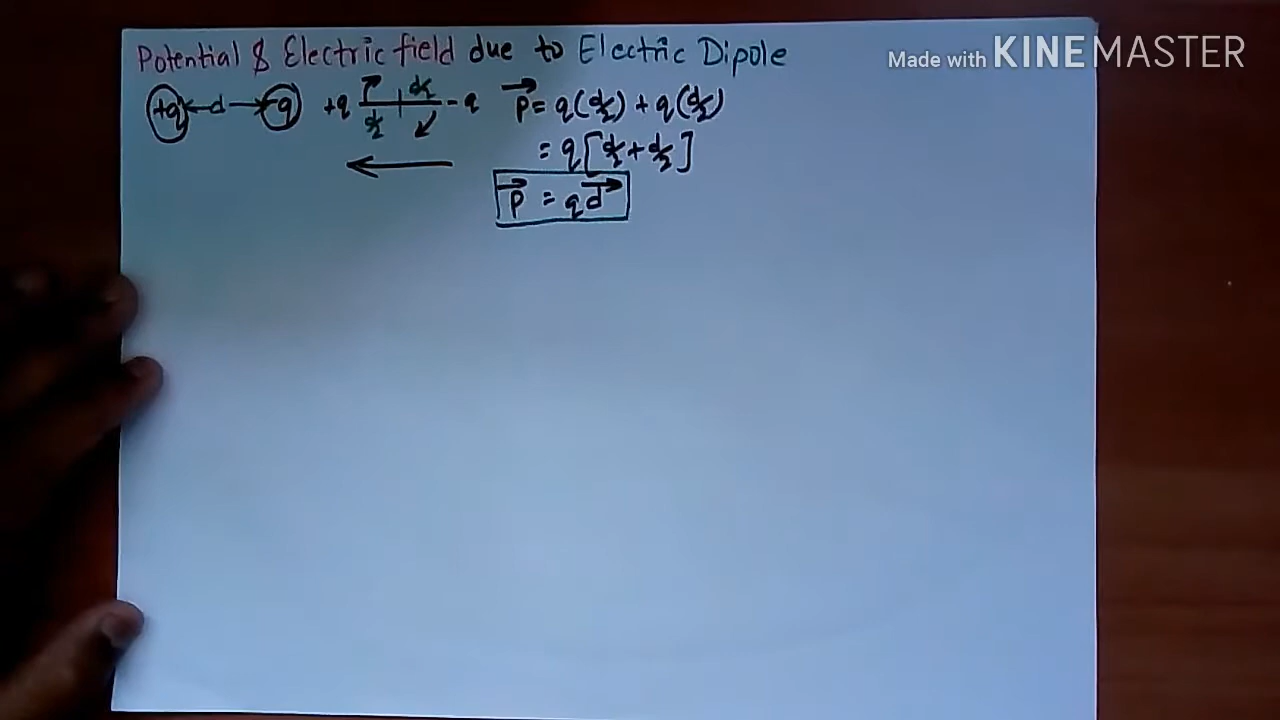 Potential & Electric field due to Electric Dipole
Made with KINEMASTER
+q d -q +q d/2 d/2 -q p = q(d/2) + q(d/2)
= q[d/2 + d/2]
p = qd